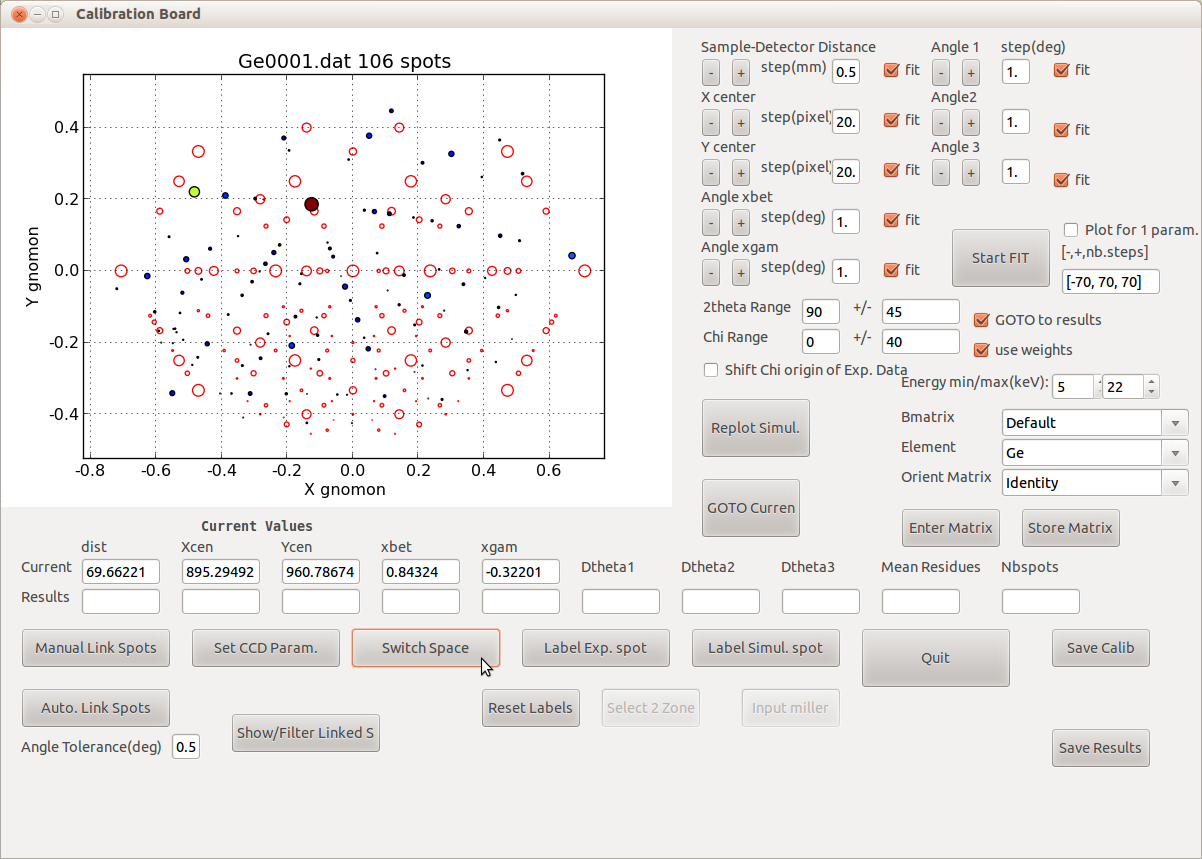 Calibration Board
Ge0001.dat 106 spots
Y gnomon
0.4
0.2
0.0
-0.2
-0.4
-0.8 -0.6 -0.4 -0.2 0.0 0.2 0.4 0.6
X gnomon
Sample-Detector Distance Angle 1 step(deg)
- + step(mm) 0.5 fit - + 1. fit
X center Angle2
- + step(pixel) 20. fit - + 1. fit
Y center Angle 3
- + step(pixel) 20. fit - + 1. fit
Angle xbet
- + step(deg) 1. fit
Plot for 1 param.
Angle xgam
- + step(deg) 1. fit
Start FIT
[-,+,nb.steps]
[-70, 70, 70]
2theta Range 90 +/- 45
GOTO to results
Chi Range 0 +/- 40
use weights
Shift Chi origin of Exp. Data
Energy min/max(keV): 5 22
Replot Simul.
Bmatrix Default
Element Ge
Orient Matrix Identity
GOTO Curren
Enter Matrix Store Matrix
Current Values
dist Xcen Ycen xbet xgam
Current 69.66221 895.29492 960.78674 0.84324 -0.32201 Dtheta1 Dtheta2 Dtheta3 Mean Residues Nbspots
Results
Manual Link Spots Set CCD Param. Switch Space Label Exp. spot Label Simul. spot Quit Save Calib
Auto. Link Spots Reset Labels Select 2 Zone Input miller
Show/Filter Linked S
Angle Tolerance(deg) 0.5
Save Results